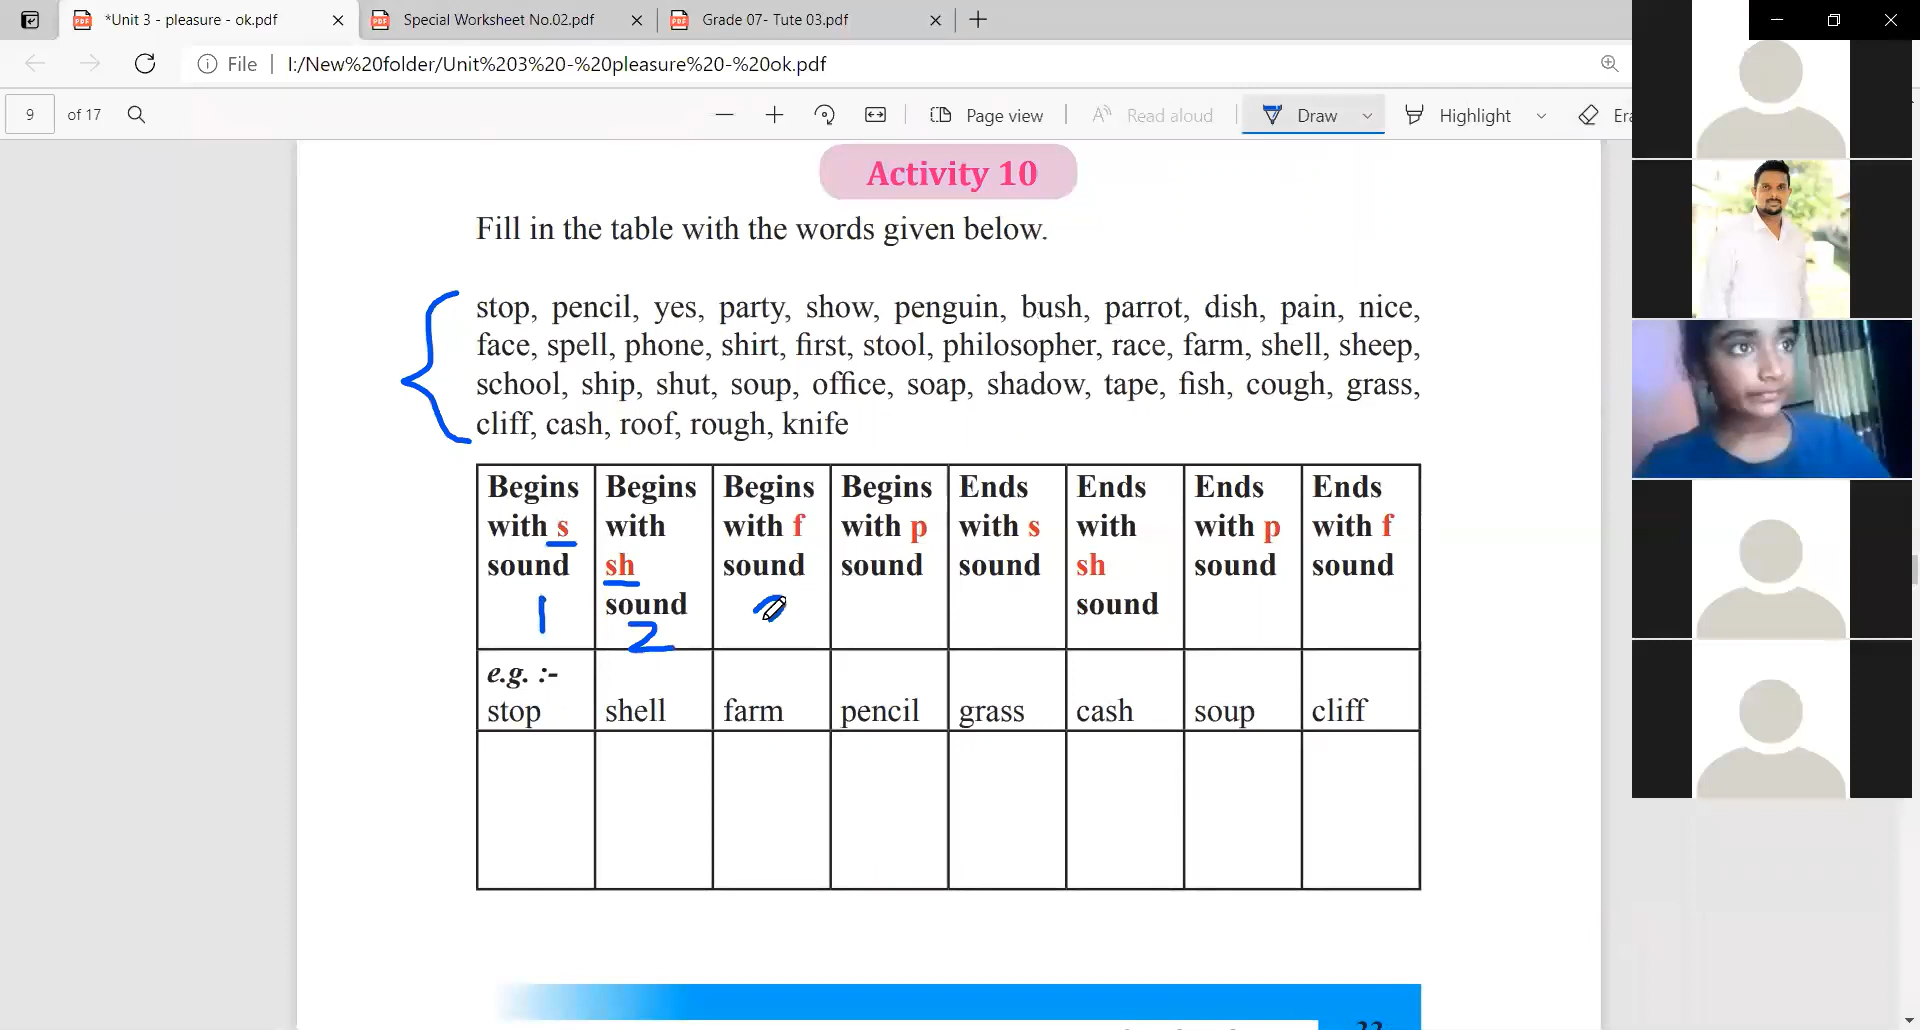 *Unit 3 - pleasure - ok.pdf
Special Worksheet No.02.pdf
Grade 07- Tute 03.pdf
File
I:/New%20folder/Unit%203%20-%20pleasure%20-%20ok.pdf
9 of 17
Page view
Read aloud
Draw
Highlight
Activity 10
Fill in the table with the words given below.
stop, pencil, yes, party, show, penguin, bush, parrot, dish, pain, nice,
face, spell, phone, shirt, first, stool, philosopher, race, farm, shell, sheep,
school, ship, shut, soup, office, soap, shadow, tape, fish, cough, grass,
cliff, cash, roof, rough, knife
Begins with s sound 1
Begins with sh sound 2
Begins with f sound
Begins with p sound
Ends with s sound
Ends with sh sound
Ends with p sound
Ends with f sound
e.g. :- stop
shell
farm
pencil
grass
cash
soup
cliff